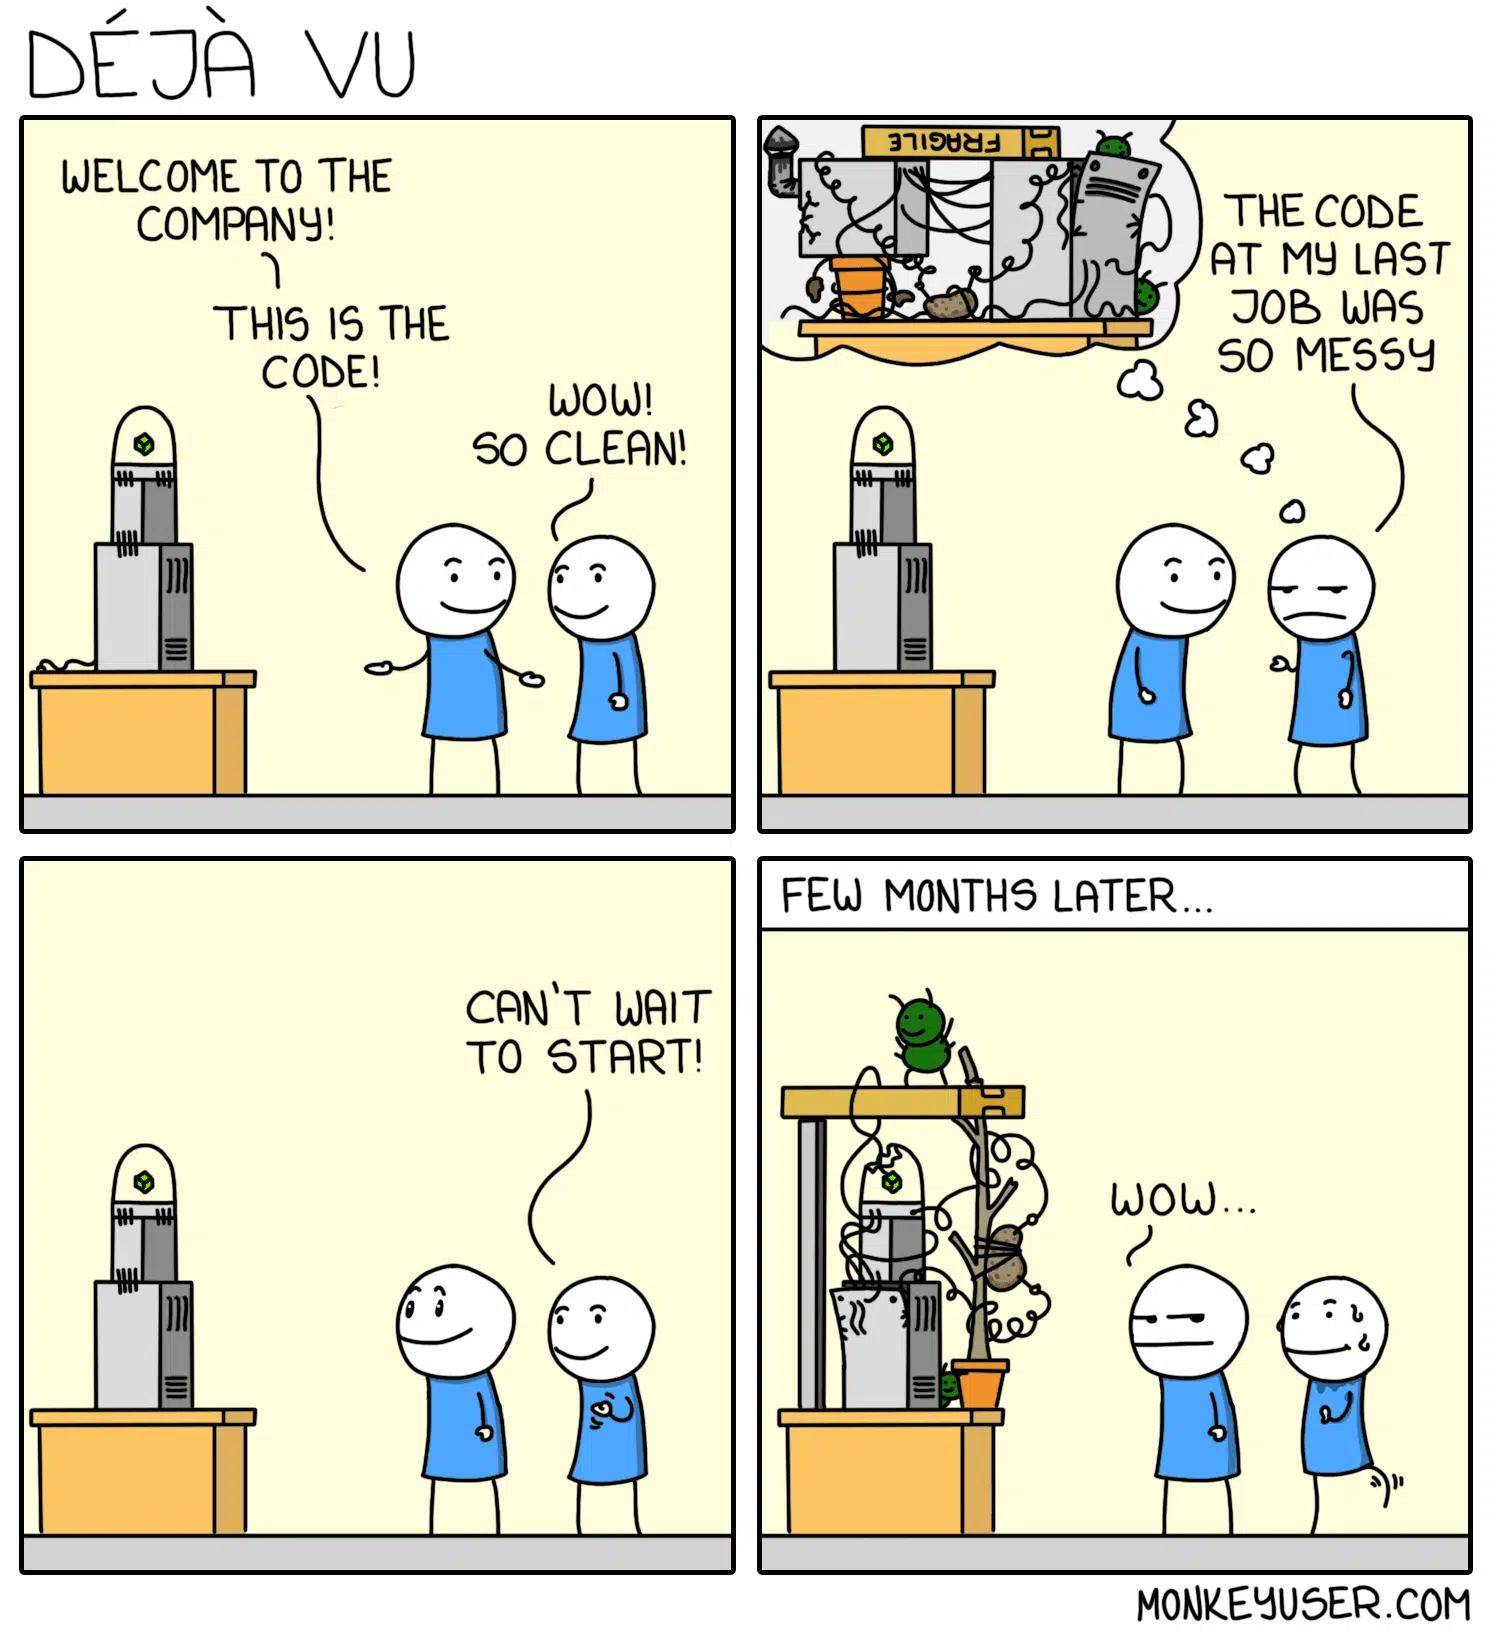 DÉJÀ VU
WELCOME TO THE
COMPANY!
THIS IS THE
CODE!
WOW!
SO CLEAN!
FRAGILE
THE CODE
AT MY LAST
JOB WAS
SO MESSY
CAN'T WAIT
TO START!
FEW MONTHS LATER...
WOW...
MONKEYUSER.COM